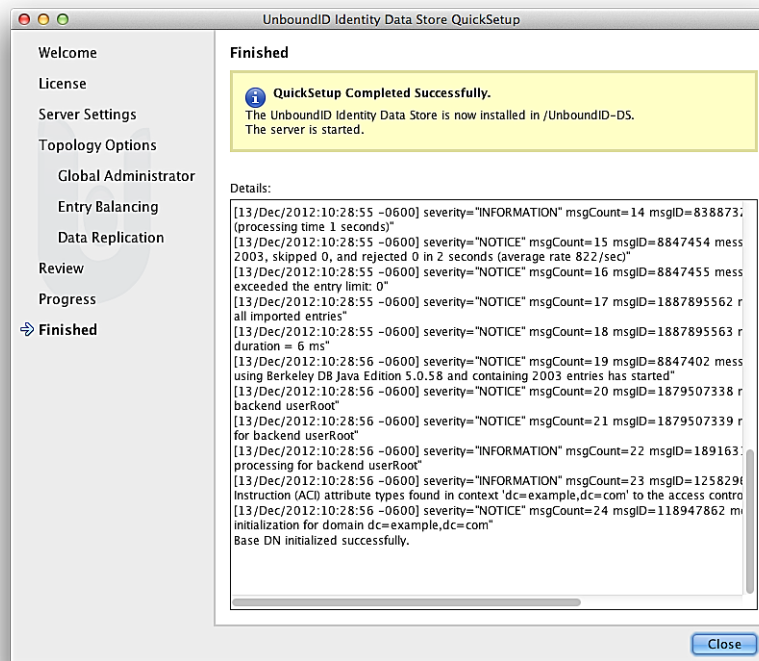 UnboundID Identity Data Store QuickSetup
Welcome
License
Server Settings
Topology Options
Global Administrator
Entry Balancing
Data Replication
Review
Progress
Finished
Finished
QuickSetup Completed Successfully.
The UnboundID Identity Data Store is now installed in /UnboundID-DS.
The server is started.
Details:
[13/Dec/2012:10:28:55 -0600] severity="INFORMATION" msgCount=14 msgID=8388732
(processing time 1 seconds)"
[13/Dec/2012:10:28:55 -0600] severity="NOTICE" msgCount=15 msgID=8847454 mess
2003, skipped 0, and rejected 0 in 2 seconds (average rate 822/sec)"
[13/Dec/2012:10:28:55 -0600] severity="NOTICE" msgCount=16 msgID=8847455 mess
exceeded the entry limit: 0"
[13/Dec/2012:10:28:55 -0600] severity="NOTICE" msgCount=17 msgID=1887895562 r
all imported entries"
[13/Dec/2012:10:28:55 -0600] severity="NOTICE" msgCount=18 msgID=1887895563 r
duration = 6 ms"
[13/Dec/2012:10:28:56 -0600] severity="NOTICE" msgCount=19 msgID=8847402 mess
using Berkeley DB Java Edition 5.0.58 and containing 2003 entries has started"
[13/Dec/2012:10:28:56 -0600] severity="NOTICE" msgCount=20 msgID=1879507338 r
backend userRoot"
[13/Dec/2012:10:28:56 -0600] severity="NOTICE" msgCount=21 msgID=1879507339 r
for backend userRoot"
[13/Dec/2012:10:28:56 -0600] severity="INFORMATION" msgCount=22 msgID=1891631
processing for backend userRoot"
[13/Dec/2012:10:28:56 -0600] severity="INFORMATION" msgCount=23 msgID=1258296
Instruction (ACI) attribute types found in context 'dc=example,dc=com' to the access contro
[13/Dec/2012:10:28:56 -0600] severity="NOTICE" msgCount=24 msgID=118947862 me
initialization for domain dc=example,dc=com"
Base DN initialized successfully.
Close